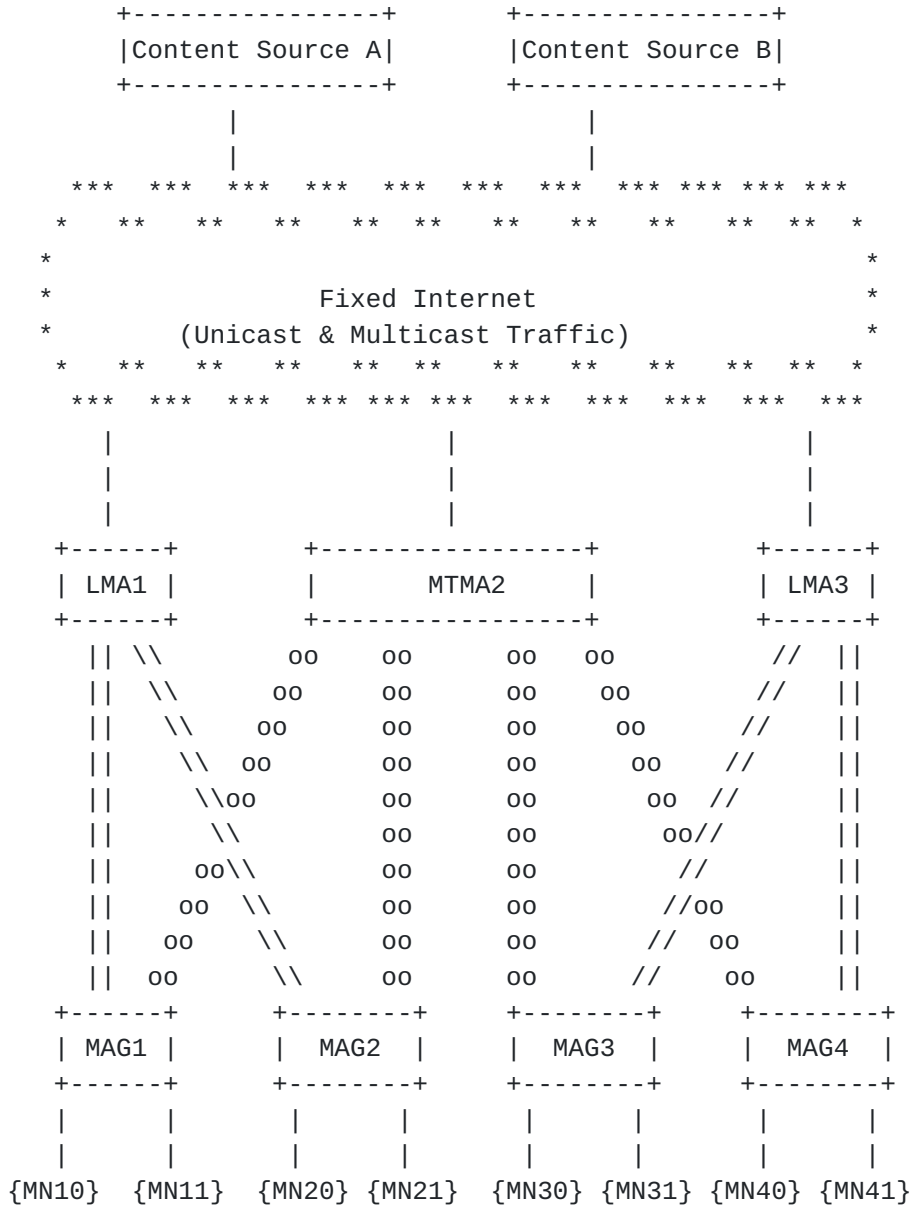 Content Source A Content Source B
Fixed Internet
(Unicast & Multicast Traffic)
LMA1 MTMA2 LMA3
MAG1 MAG2 MAG3 MAG4
{MN10} {MN11} {MN20} {MN21} {MN30} {MN31} {MN40} {MN41}